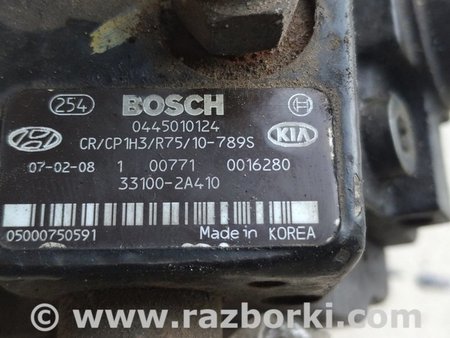 254 BOSCH
0445010124
CR/CP1H3/R75/10-789S KIA
07-02-08 1 00771 0016280
33100-2A410
05000750591 Made in KOREA
© www.razborki.com